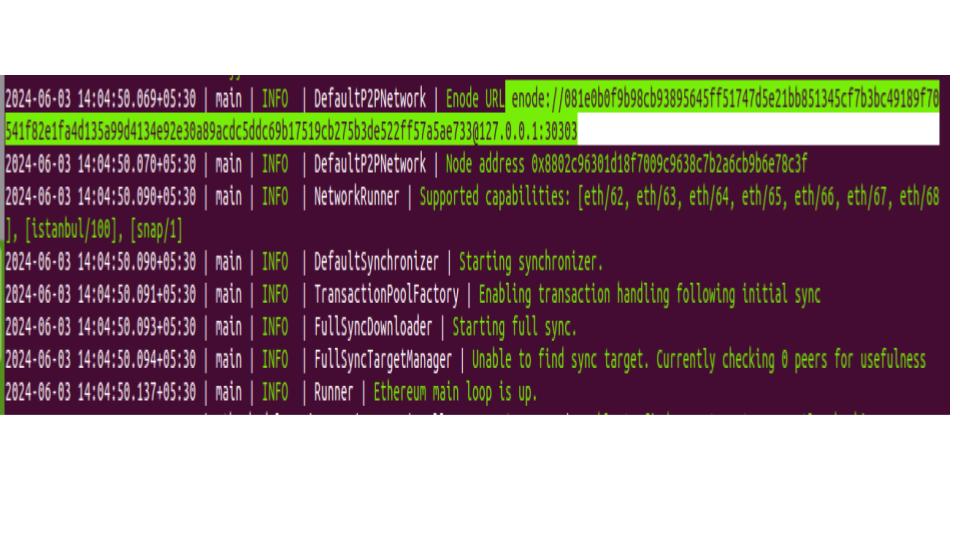 2024-06-03 14:04:50.069+05:30 | main | INFO | DefaultP2PNetwork | Enode URL enode://081e0b0f9b98cb93895645ff51747d5e21bb851345cf7b3bc49189f70
541f82e1fa4d135a99d4134e92e30a89acdc5ddc69b17519cb275b3de522ff57a5ae733@127.0.0.1:30303
2024-06-03 14:04:50.070+05:30 | main | INFO | DefaultP2PNetwork | Node address 0x8802c96301d18f7009c9638c7b2a6cb9b6e78c3f
2024-06-03 14:04:50.090+05:30 | main | INFO | NetworkRunner | Supported capabilities: [eth/62, eth/63, eth/64, eth/65, eth/66, eth/67, eth/68
], [istanbul/100], [snap/1]
2024-06-03 14:04:50.090+05:30 | main | INFO | DefaultSynchronizer | Starting synchronizer.
2024-06-03 14:04:50.091+05:30 | main | INFO | TransactionPoolFactory | Enabling transaction handling following initial sync
2024-06-03 14:04:50.093+05:30 | main | INFO | FullSyncDownloader | Starting full sync.
2024-06-03 14:04:50.094+05:30 | main | INFO | FullSyncTargetManager | Unable to find sync target. Currently checking 0 peers for usefulness
2024-06-03 14:04:50.137+05:30 | main | INFO | Runner | Ethereum main loop is up.